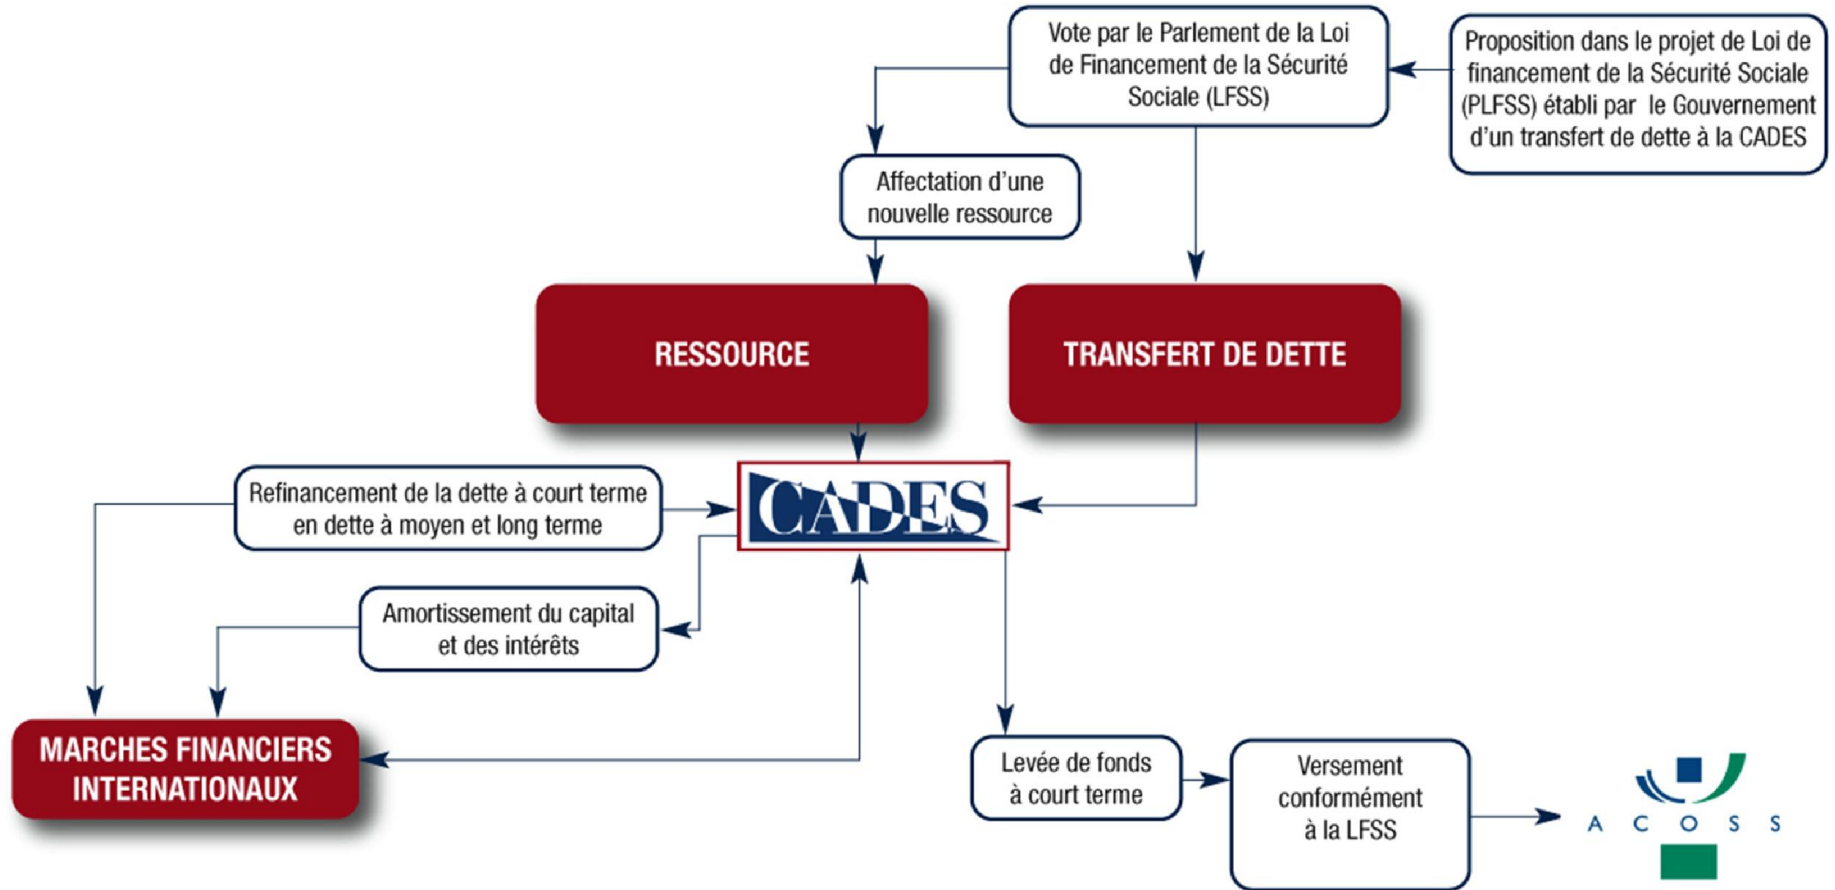 Vote par le Parlement de la Loi
de Financement de la Sécurité
Sociale (LFSS)
Proposition dans le projet de Loi de
financement de la Sécurité Sociale
(PLFSS) établi par le Gouvernement
d'un transfert de dette à la CADES
Affectation d'une
nouvelle ressource
RESSOURCE
TRANSFERT DE DETTE
CADES
Refinancement de la dette à court terme
en dette à moyen et long terme
Amortissement du capital
et des intérêts
MARCHES FINANCIERS
INTERNATIONAUX
Levée de fonds
à court terme
Versement
conformément
à la LFSS
ACOSS